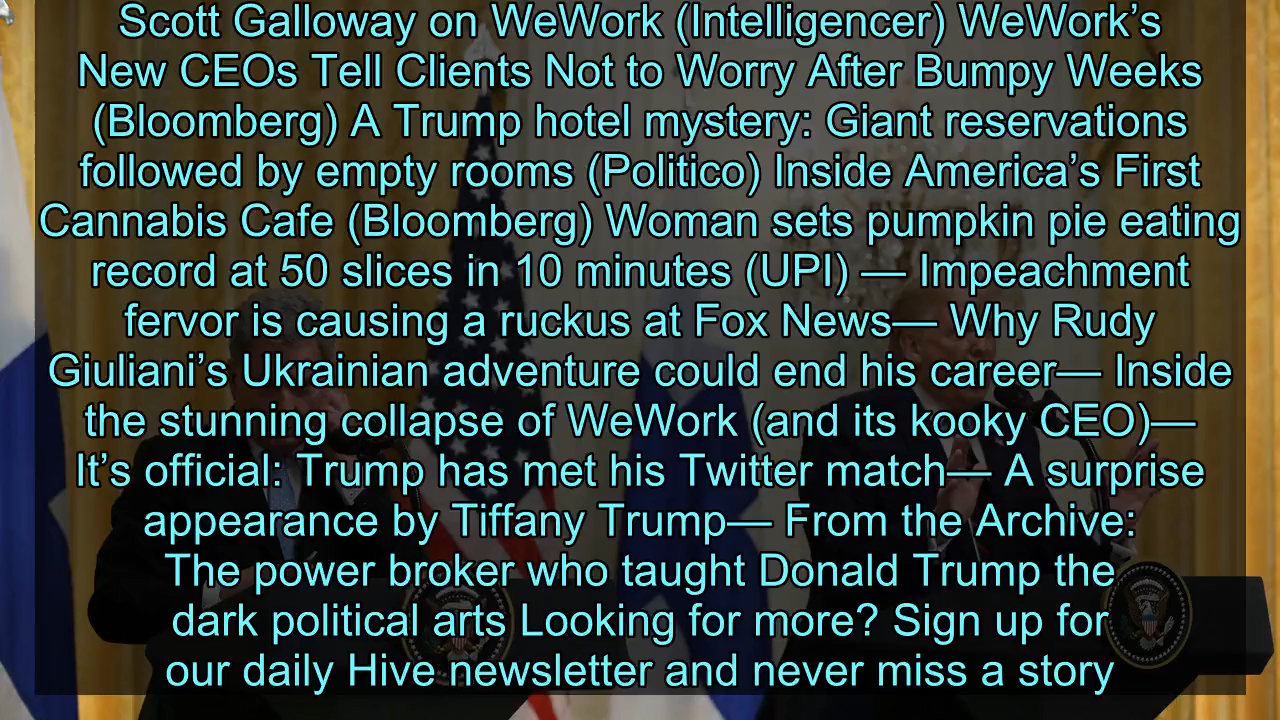 Scott Galloway on WeWork (Intelligencer) WeWork’s
New CEOs Tell Clients Not to Worry After Bumpy Weeks
(Bloomberg) A Trump hotel mystery: Giant reservations
followed by empty rooms (Politico) Inside America’s First
Cannabis Cafe (Bloomberg) Woman sets pumpkin pie eating
record at 50 slices in 10 minutes (UPI) — Impeachment
fervor is causing a ruckus at Fox News— Why Rudy
Giuliani’s Ukrainian adventure could end his career— Inside
the stunning collapse of WeWork (and its kooky CEO)—
It’s official: Trump has met his Twitter match— A surprise
appearance by Tiffany Trump— From the Archive:
The power broker who taught Donald Trump the
dark political arts Looking for more? Sign up for
our daily Hive newsletter and never miss a story